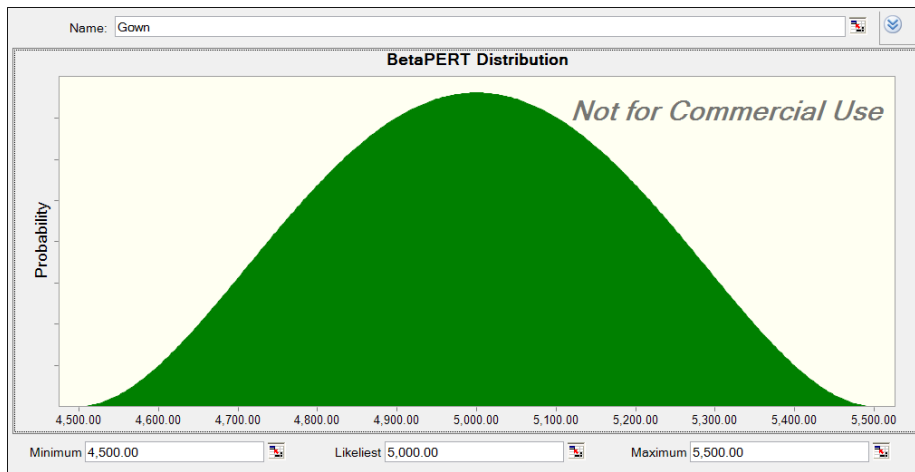 Name: Gown
BetaPERT Distribution
Not for Commercial Use
Probability
4,500.00 4,600.00 4,700.00 4,800.00 4,900.00 5,000.00 5,100.00 5,200.00 5,300.00 5,400.00 5,500.00
Minimum 4,500.00 Likeliest 5,000.00 Maximum 5,500.00